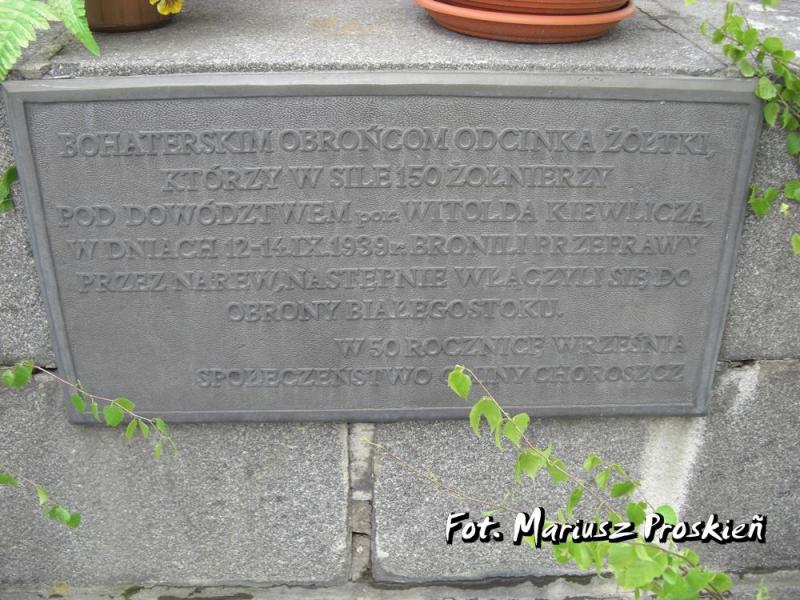 BOHATERSKIM OBROŃCOM ODCINKA ŻÓŁTKI,
KTÓRZY W SILE 150 ŻOŁNIERZY
POD DOWÓDZTWEM por. WITOLDA KIEWLICZA,
W DNIACH 12-14.IX.1939r. BRONILI PRZEPRAWY
PRZEZ NAREW, NASTĘPNIE WŁĄCZYLI SIĘ DO
OBRONY BIAŁEGOSTOKU.
W 50 ROCZNICĘ WRZEŚNIA
SPOŁECZEŃSTWO GMINY CHOROSZCZ
Fot. Mariusz Proskień